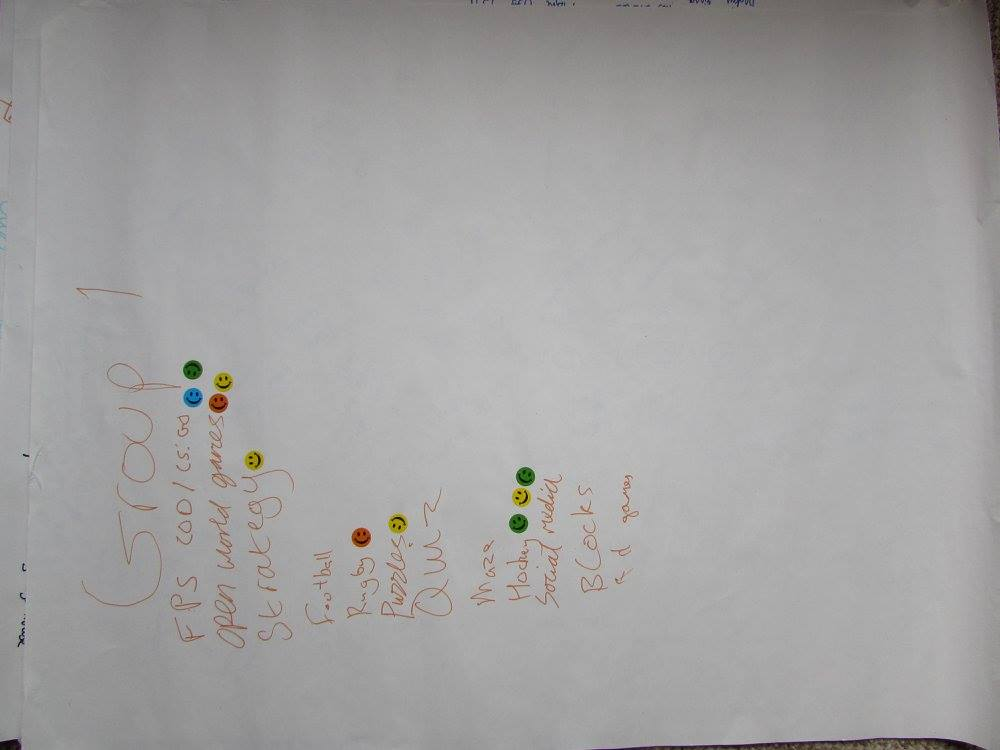 Group 1
FPS COD/CS:GO
open world games
Strategy
Football
Rugby
Puzzles
Quiz
Maze
Hockey
Social media
Blocks
games